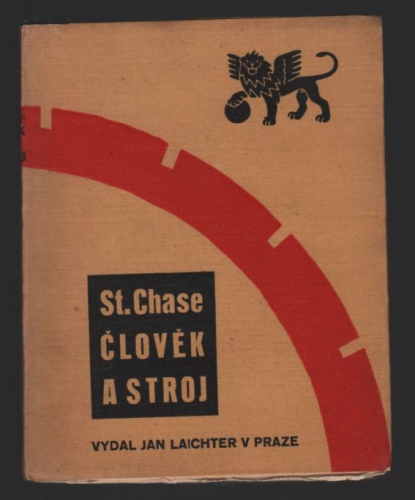 St. Chase
ČLOVĚK
A STROJ
VYDAL JAN LAICHTER V PRAZE